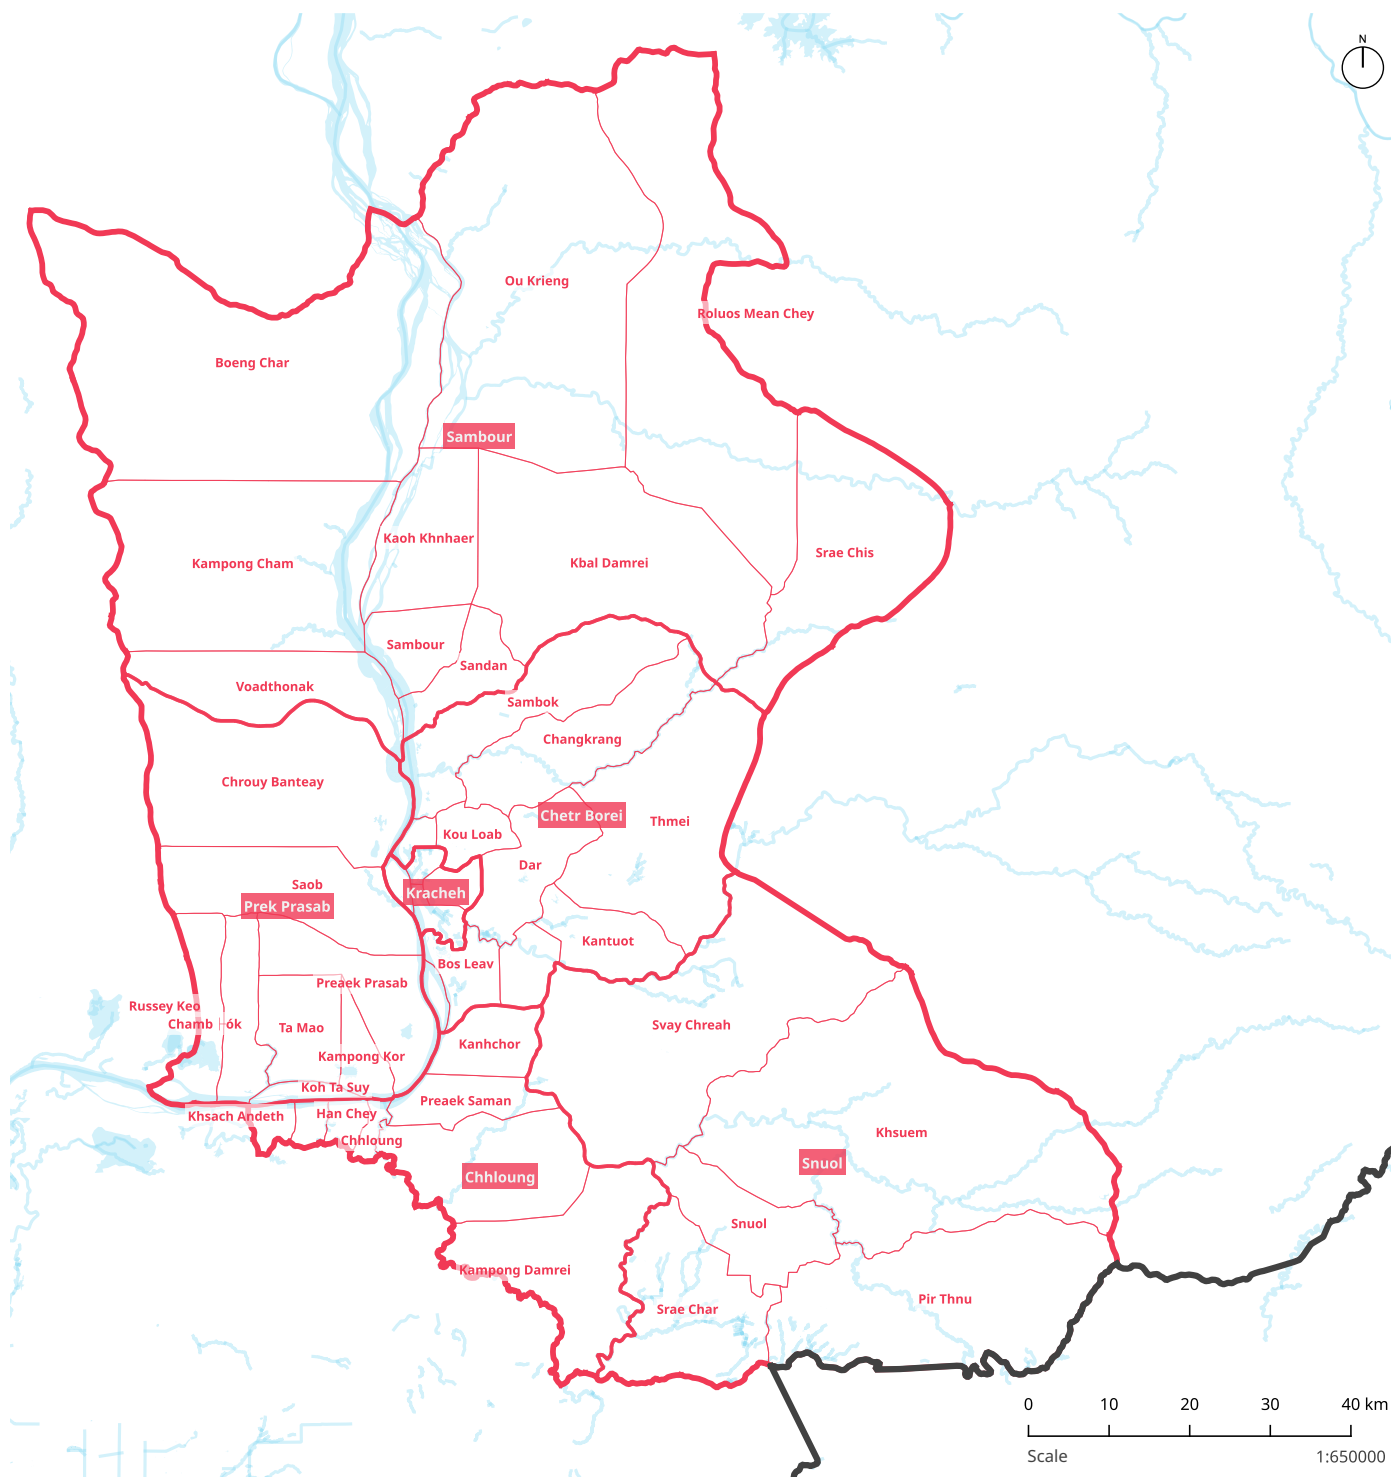 N
Ou Krieng
Roluos Mean Chey
Boeng Char
Sambour
Kaoh Khnhaer
Srae Chis
Kampong Cham
Kbal Damrei
Sambour
Sandan
Voadthonak
Sambok
Changkrang
Chrouy Banteay
Chetr Borei
Thmei
Kou Loab
Dar
Saob
Kracheh
Prek Prasab
Kantuot
Bos Leav
Preaek Prasab
Russey Keo
Chamb
ók
Ta Mao
Svay Chreah
Kanhchor
Kampong Kor
Koh Ta Suy
Preaek Saman
Khsach Andeth
Han Chey
Khsuem
Chhloung
Snuol
Chhloung
Snuol
Kampong Damrei
Pir Thnu
Srae Char
0 10 20 30 40 km
Scale 1:650000